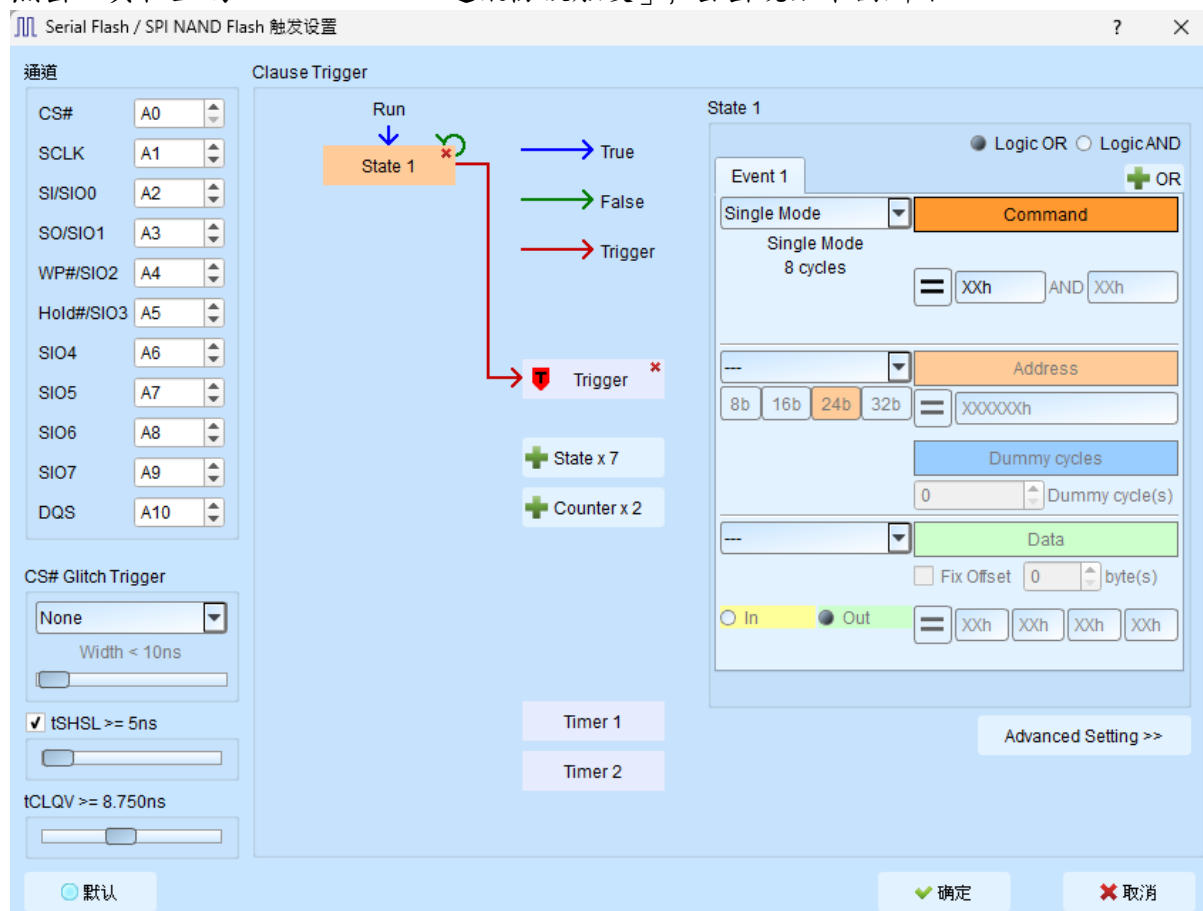 Serial Flash / SPI NAND Flash 触发设置
?
通道
CS# A0
SCLK A1
SI/SIO0 A2
SO/SIO1 A3
WP#/SIO2 A4
Hold#/SIO3 A5
SIO4 A6
SIO5 A7
SIO6 A8
SIO7 A9
DQS A10
CS# Glitch Trigger
None
Width < 10ns
tSHSL >= 5ns
tCLQV >= 8.750ns
默认
Clause Trigger
Run
State 1
True
False
Trigger
T Trigger
State x 7
Counter x 2
Timer 1
Timer 2
State 1
Logic OR Logic AND
Event 1
OR
Single Mode Command
Single Mode
8 cycles
= XXh AND XXh
--- Address
8b 16b 24b 32b = XXXXXXh
Dummy cycles
0 Dummy cycle(s)
--- Data
Fix Offset 0 byte(s)
In Out = XXh XXh XXh XXh
Advanced Setting >>
确定 取消